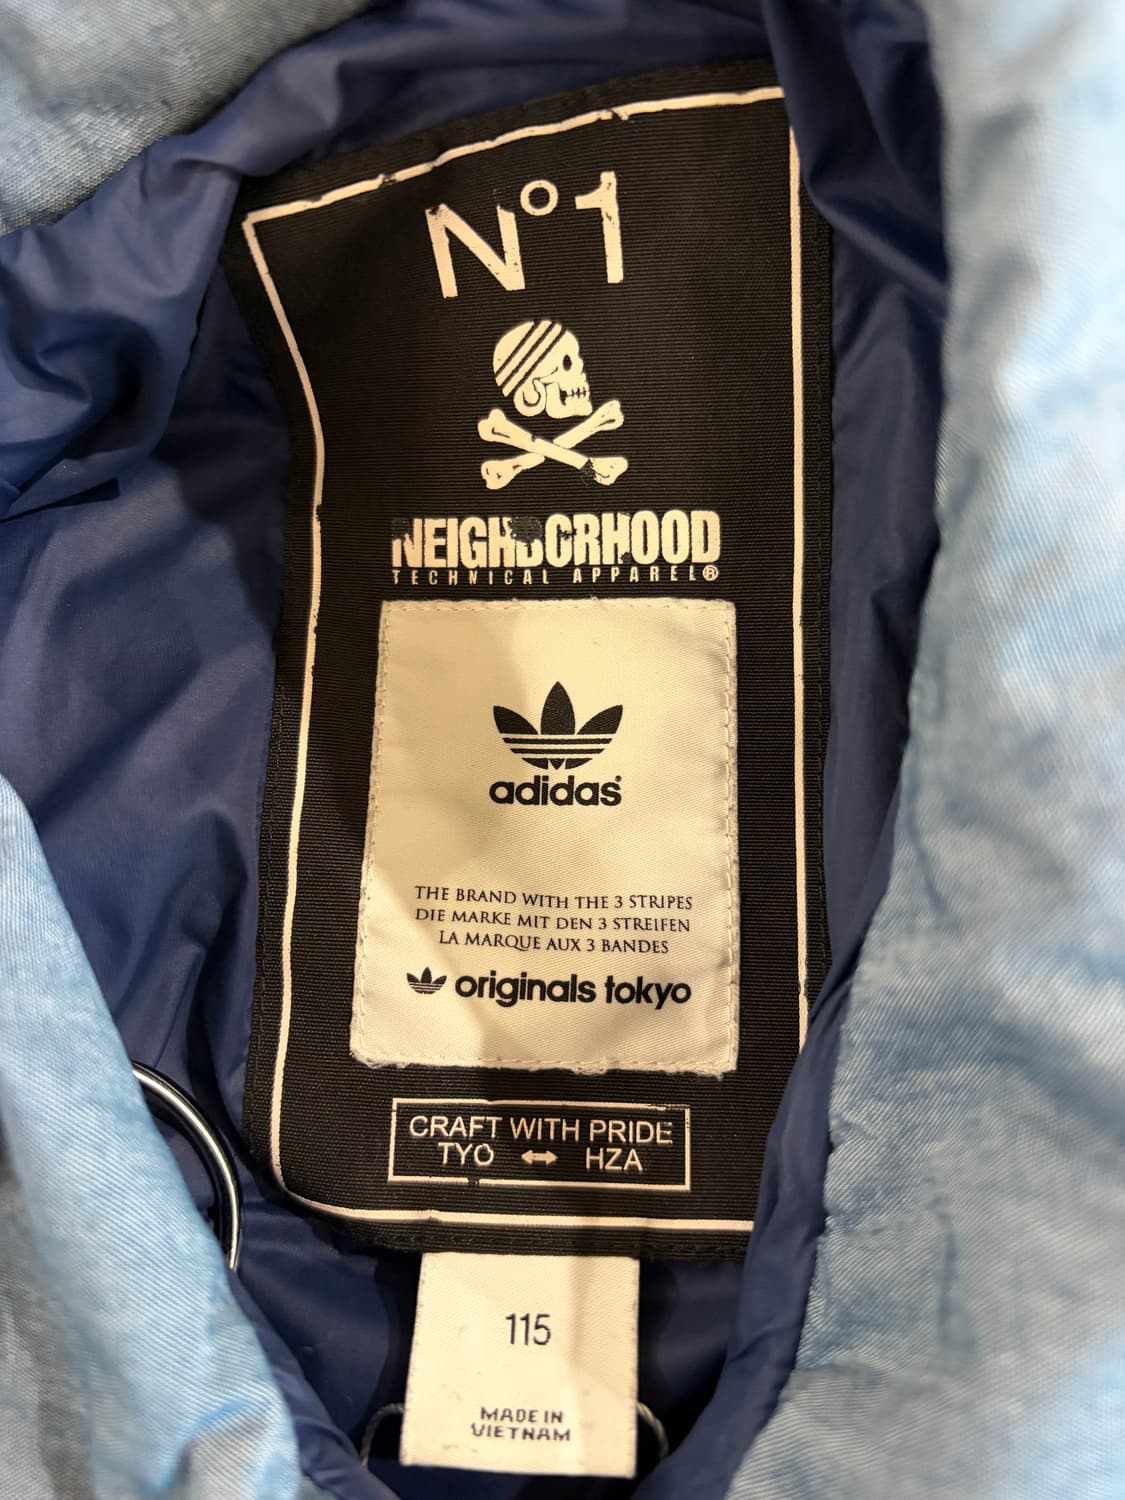 N°1
NEIGHBORHOOD
TECHNICAL APPAREL®
adidas
THE BRAND WITH THE 3 STRIPES
DIE MARKE MIT DEN 3 STREIFEN
LA MARQUE AUX 3 BANDES
originals tokyo
CRAFT WITH PRIDE
TYO ⇔ HZA
115
MADE IN
VIETNAM